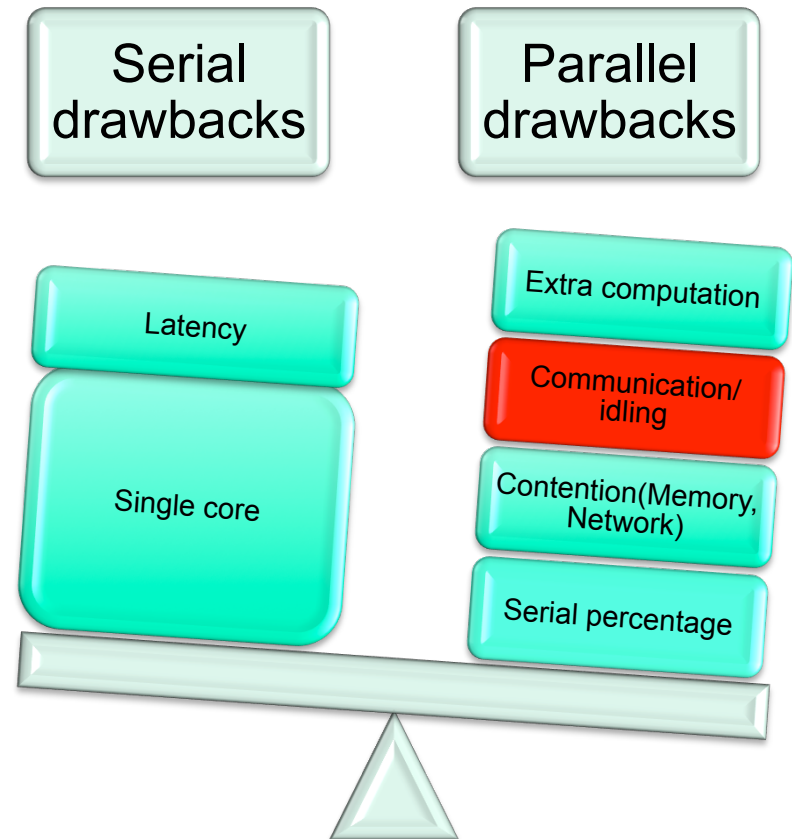 Serial
drawbacks
Parallel
drawbacks
Latency
Single core
Extra computation
Communication/
idling
Contention(Memory,
Network)
Serial percentage